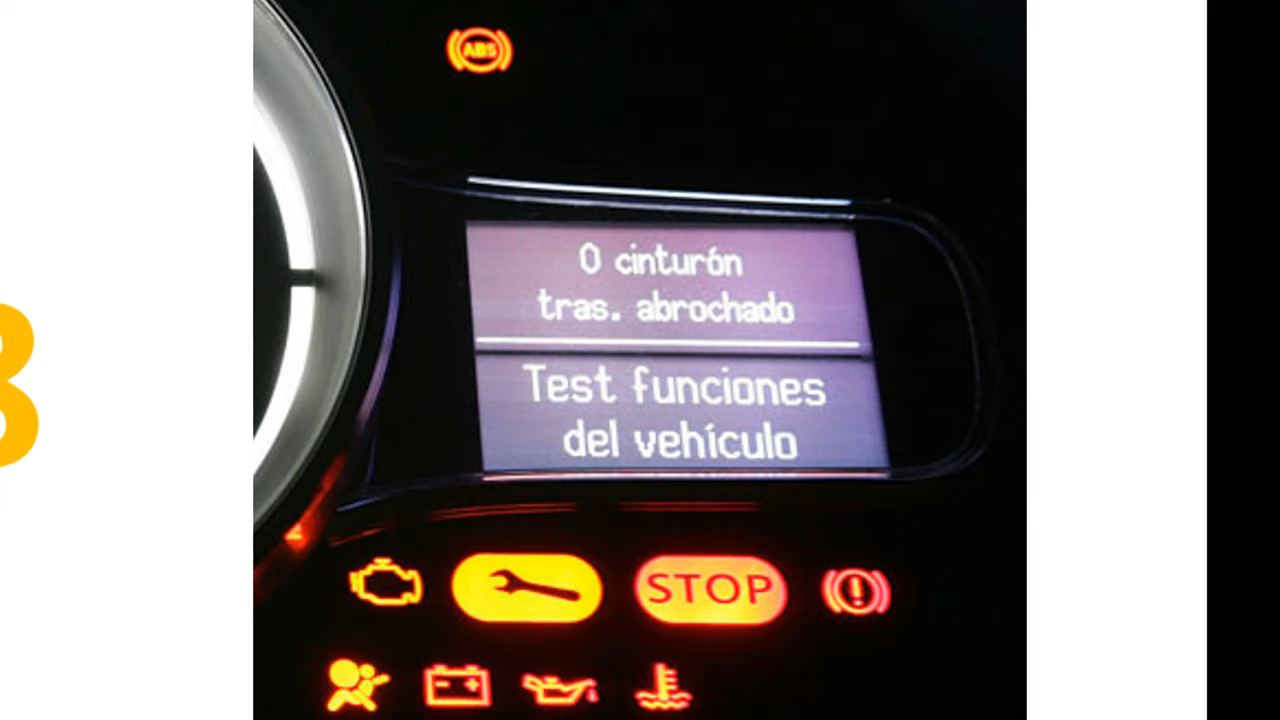 ABS
0 cinturón
tras. abrochado
Test funciones
del vehículo
STOP